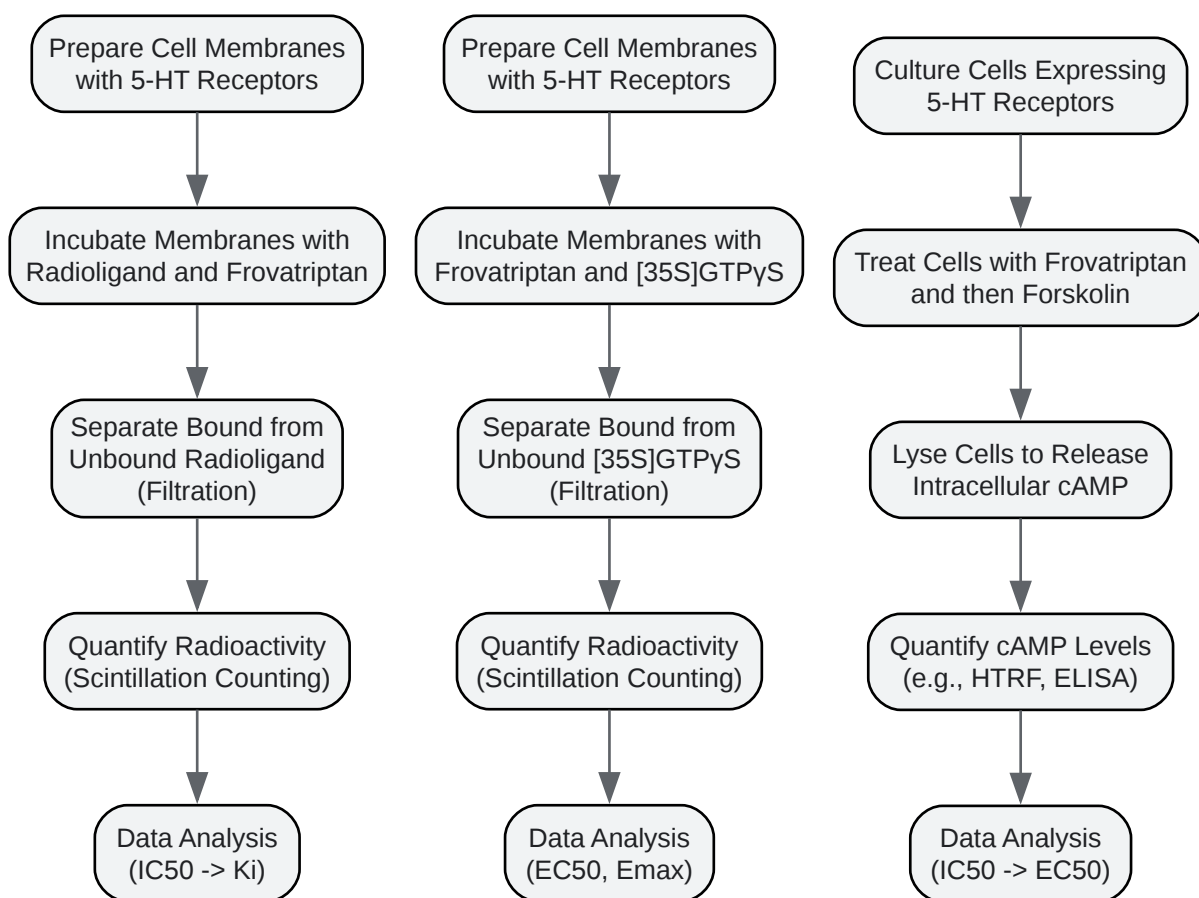 Prepare Cell Membranes
with 5-HT Receptors
Incubate Membranes with
Radioligand and Frovatriptan
Separate Bound from
Unbound Radioligand
(Filtration)
Quantify Radioactivity
(Scintillation Counting)
Data Analysis
(IC50 -> Ki)
Prepare Cell Membranes
with 5-HT Receptors
Incubate Membranes with
Frovatriptan and [35S]GTPγS
Separate Bound from
Unbound [35S]GTPγS
(Filtration)
Quantify Radioactivity
(Scintillation Counting)
Data Analysis
(EC50, Emax)
Culture Cells Expressing
5-HT Receptors
Treat Cells with Frovatriptan
and then Forskolin
Lyse Cells to Release
Intracellular cAMP
Quantify cAMP Levels
(e.g., HTRF, ELISA)
Data Analysis
(IC50 -> EC50)